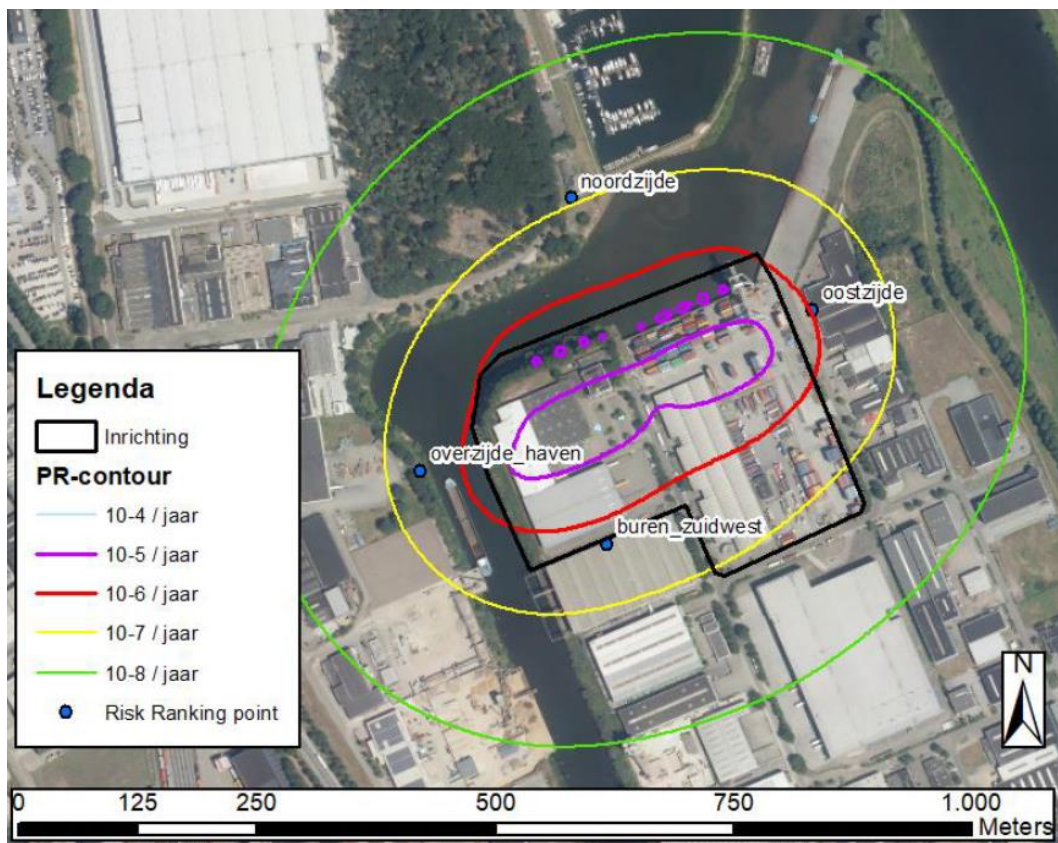 noordzijde
oostzijde
overzijde_haven
buren_zuidwest
Legenda
Inrichting
PR-contour
10-4 / jaar
10-5 / jaar
10-6 / jaar
10-7 / jaar
10-8 / jaar
Risk Ranking point
N
0 125 250 500 750 1.000
Meters